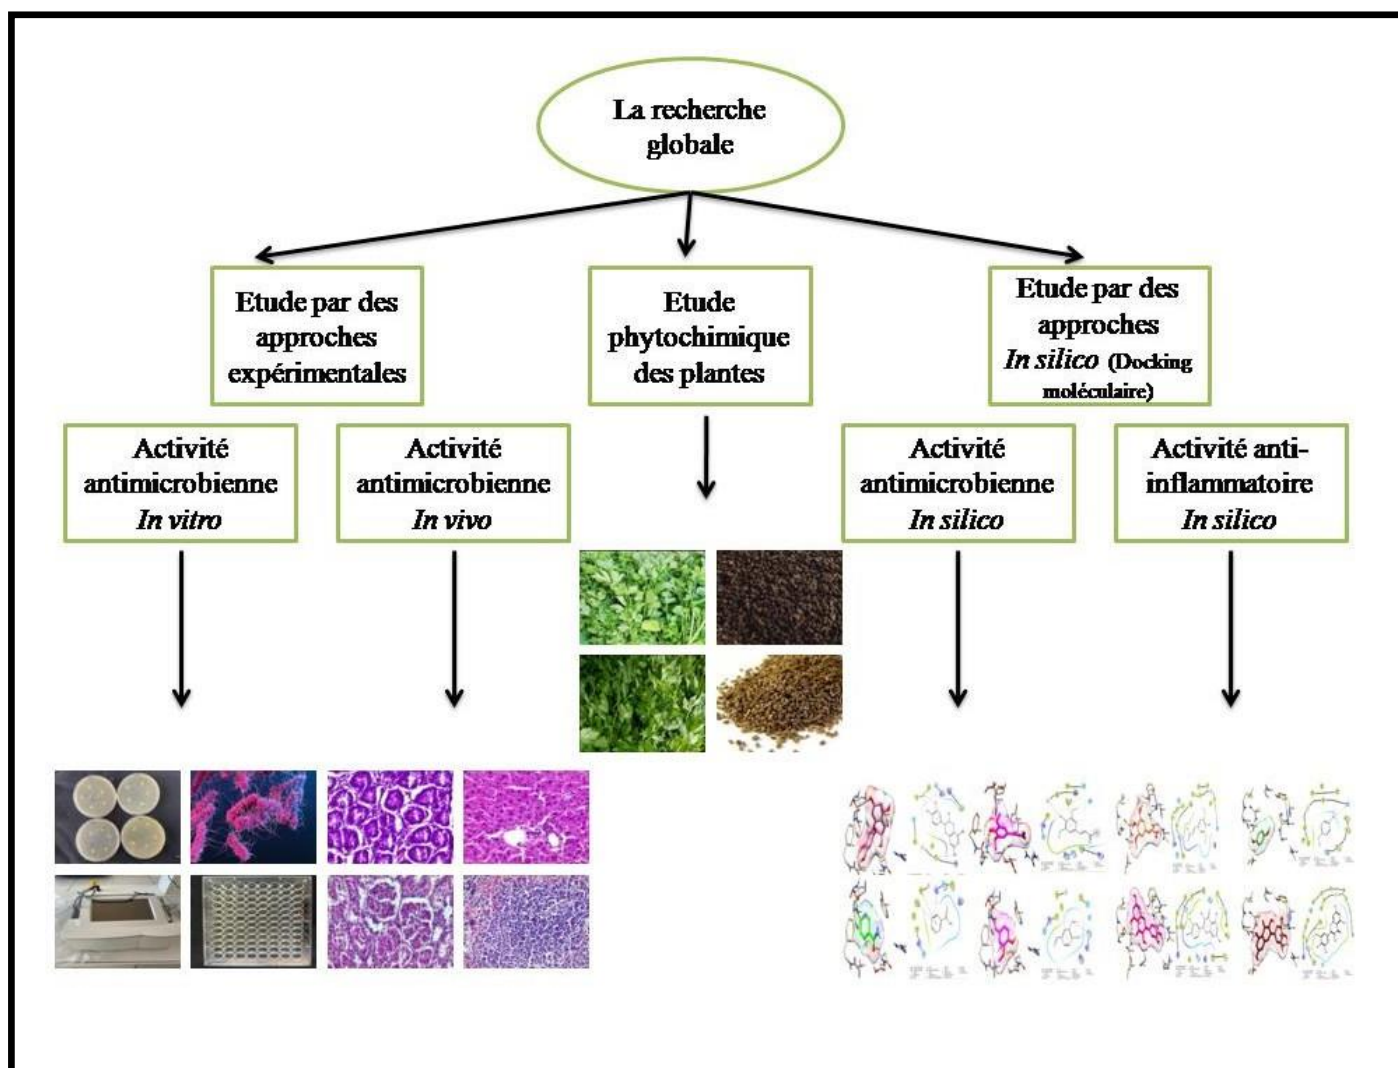 La recherche
globale
Etude par des
approches
expérimentales
Etude
phytochimique
des plantes
Etude par des
approches
In silico (Docking
moléculaire)
Activité
antimicrobienne
In vitro
Activité
antimicrobienne
In vivo
Activité
antimicrobienne
In silico
Activité anti-
inflammatoire
In silico